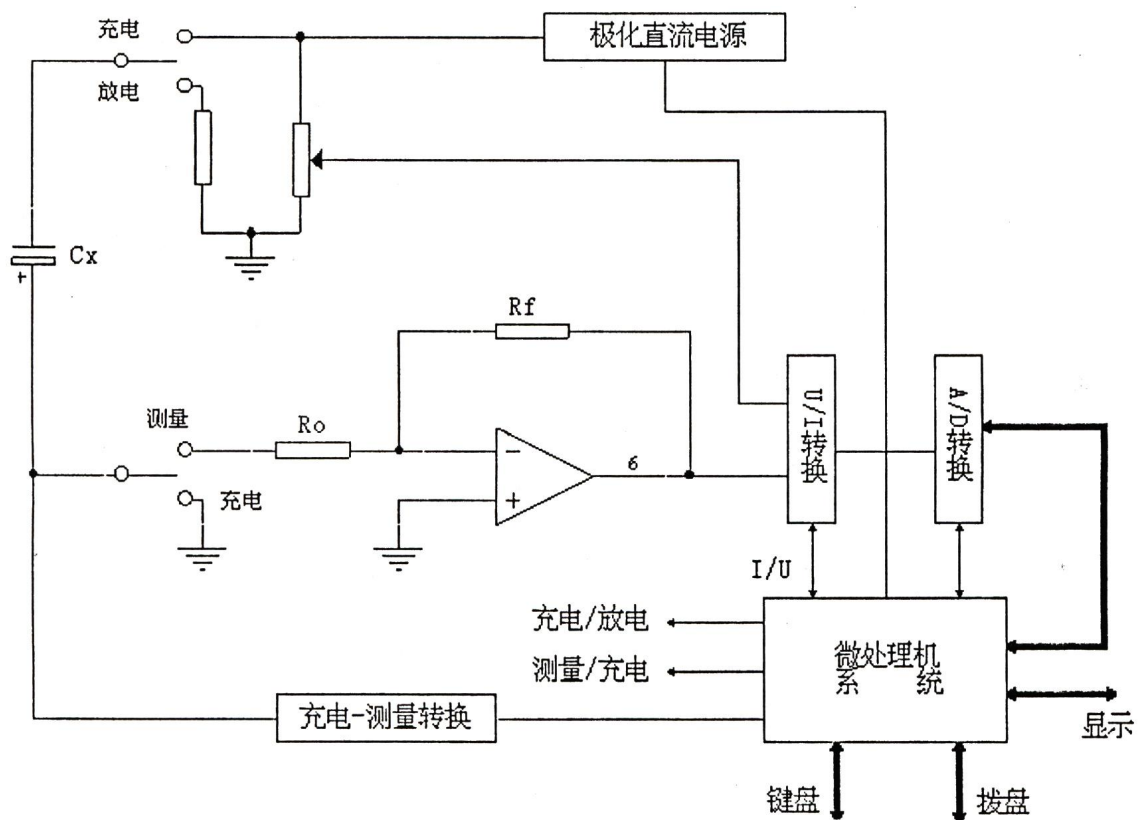 充电
极化直流电源
放电
Cx
+
Rf
测量
Ro
U/I转换
A/D转换
−
6
充电
+
I/U
充电/放电
微处理机
系 统
测量/充电
充电-测量转换
显示
键盘
拨盘